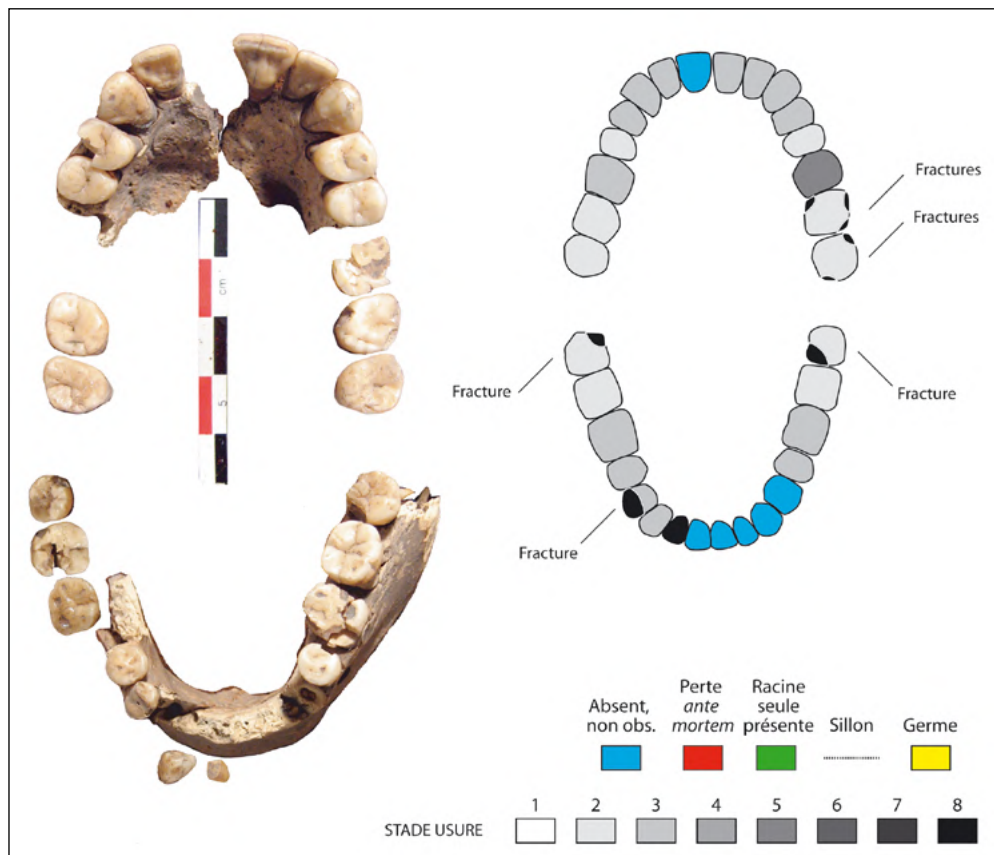 Fractures
Fractures
Fracture
Fracture
Fracture
cm
5
Absent,
non obs.
Perte
ante
mortem
Racine
seule
présente
Sillon
Germe
1 2 3 4 5 6 7 8
STADE USURE